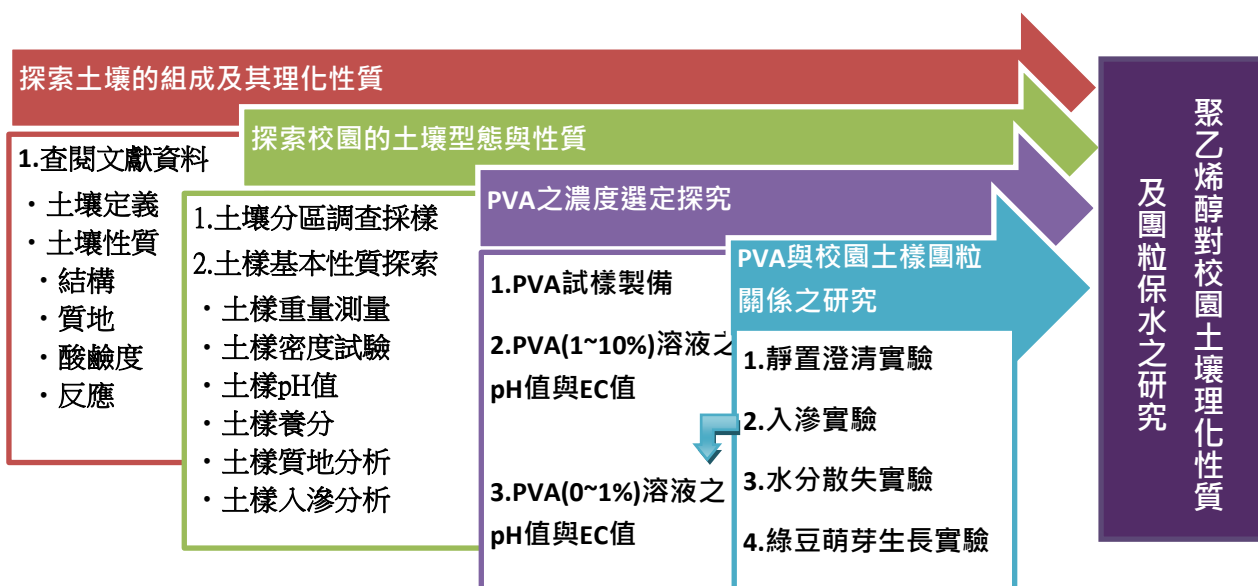 探索土壤的組成及其理化性質
1.查閱文獻資料
・土壤定義
・土壤性質
・結構
・質地
・酸鹼度
・反應
探索校園的土壤型態與性質
1.土壤分區調查採樣
2.土樣基本性質探索
・土樣重量測量
・土樣密度試驗
・土樣pH值
・土樣養分
・土樣質地分析
・土樣入滲分析
PVA之濃度選定探究
1.PVA試樣製備
2.PVA(1~10%)溶液之
pH值與EC值
3.PVA(0~1%)溶液之
pH值與EC值
PVA與校園土樣團粒
關係之研究
1.靜置澄清實驗
2.入滲實驗
3.水分散失實驗
4.綠豆萌芽生長實驗
聚乙烯醇對校園土壤理化性質
及團粒保水之研究